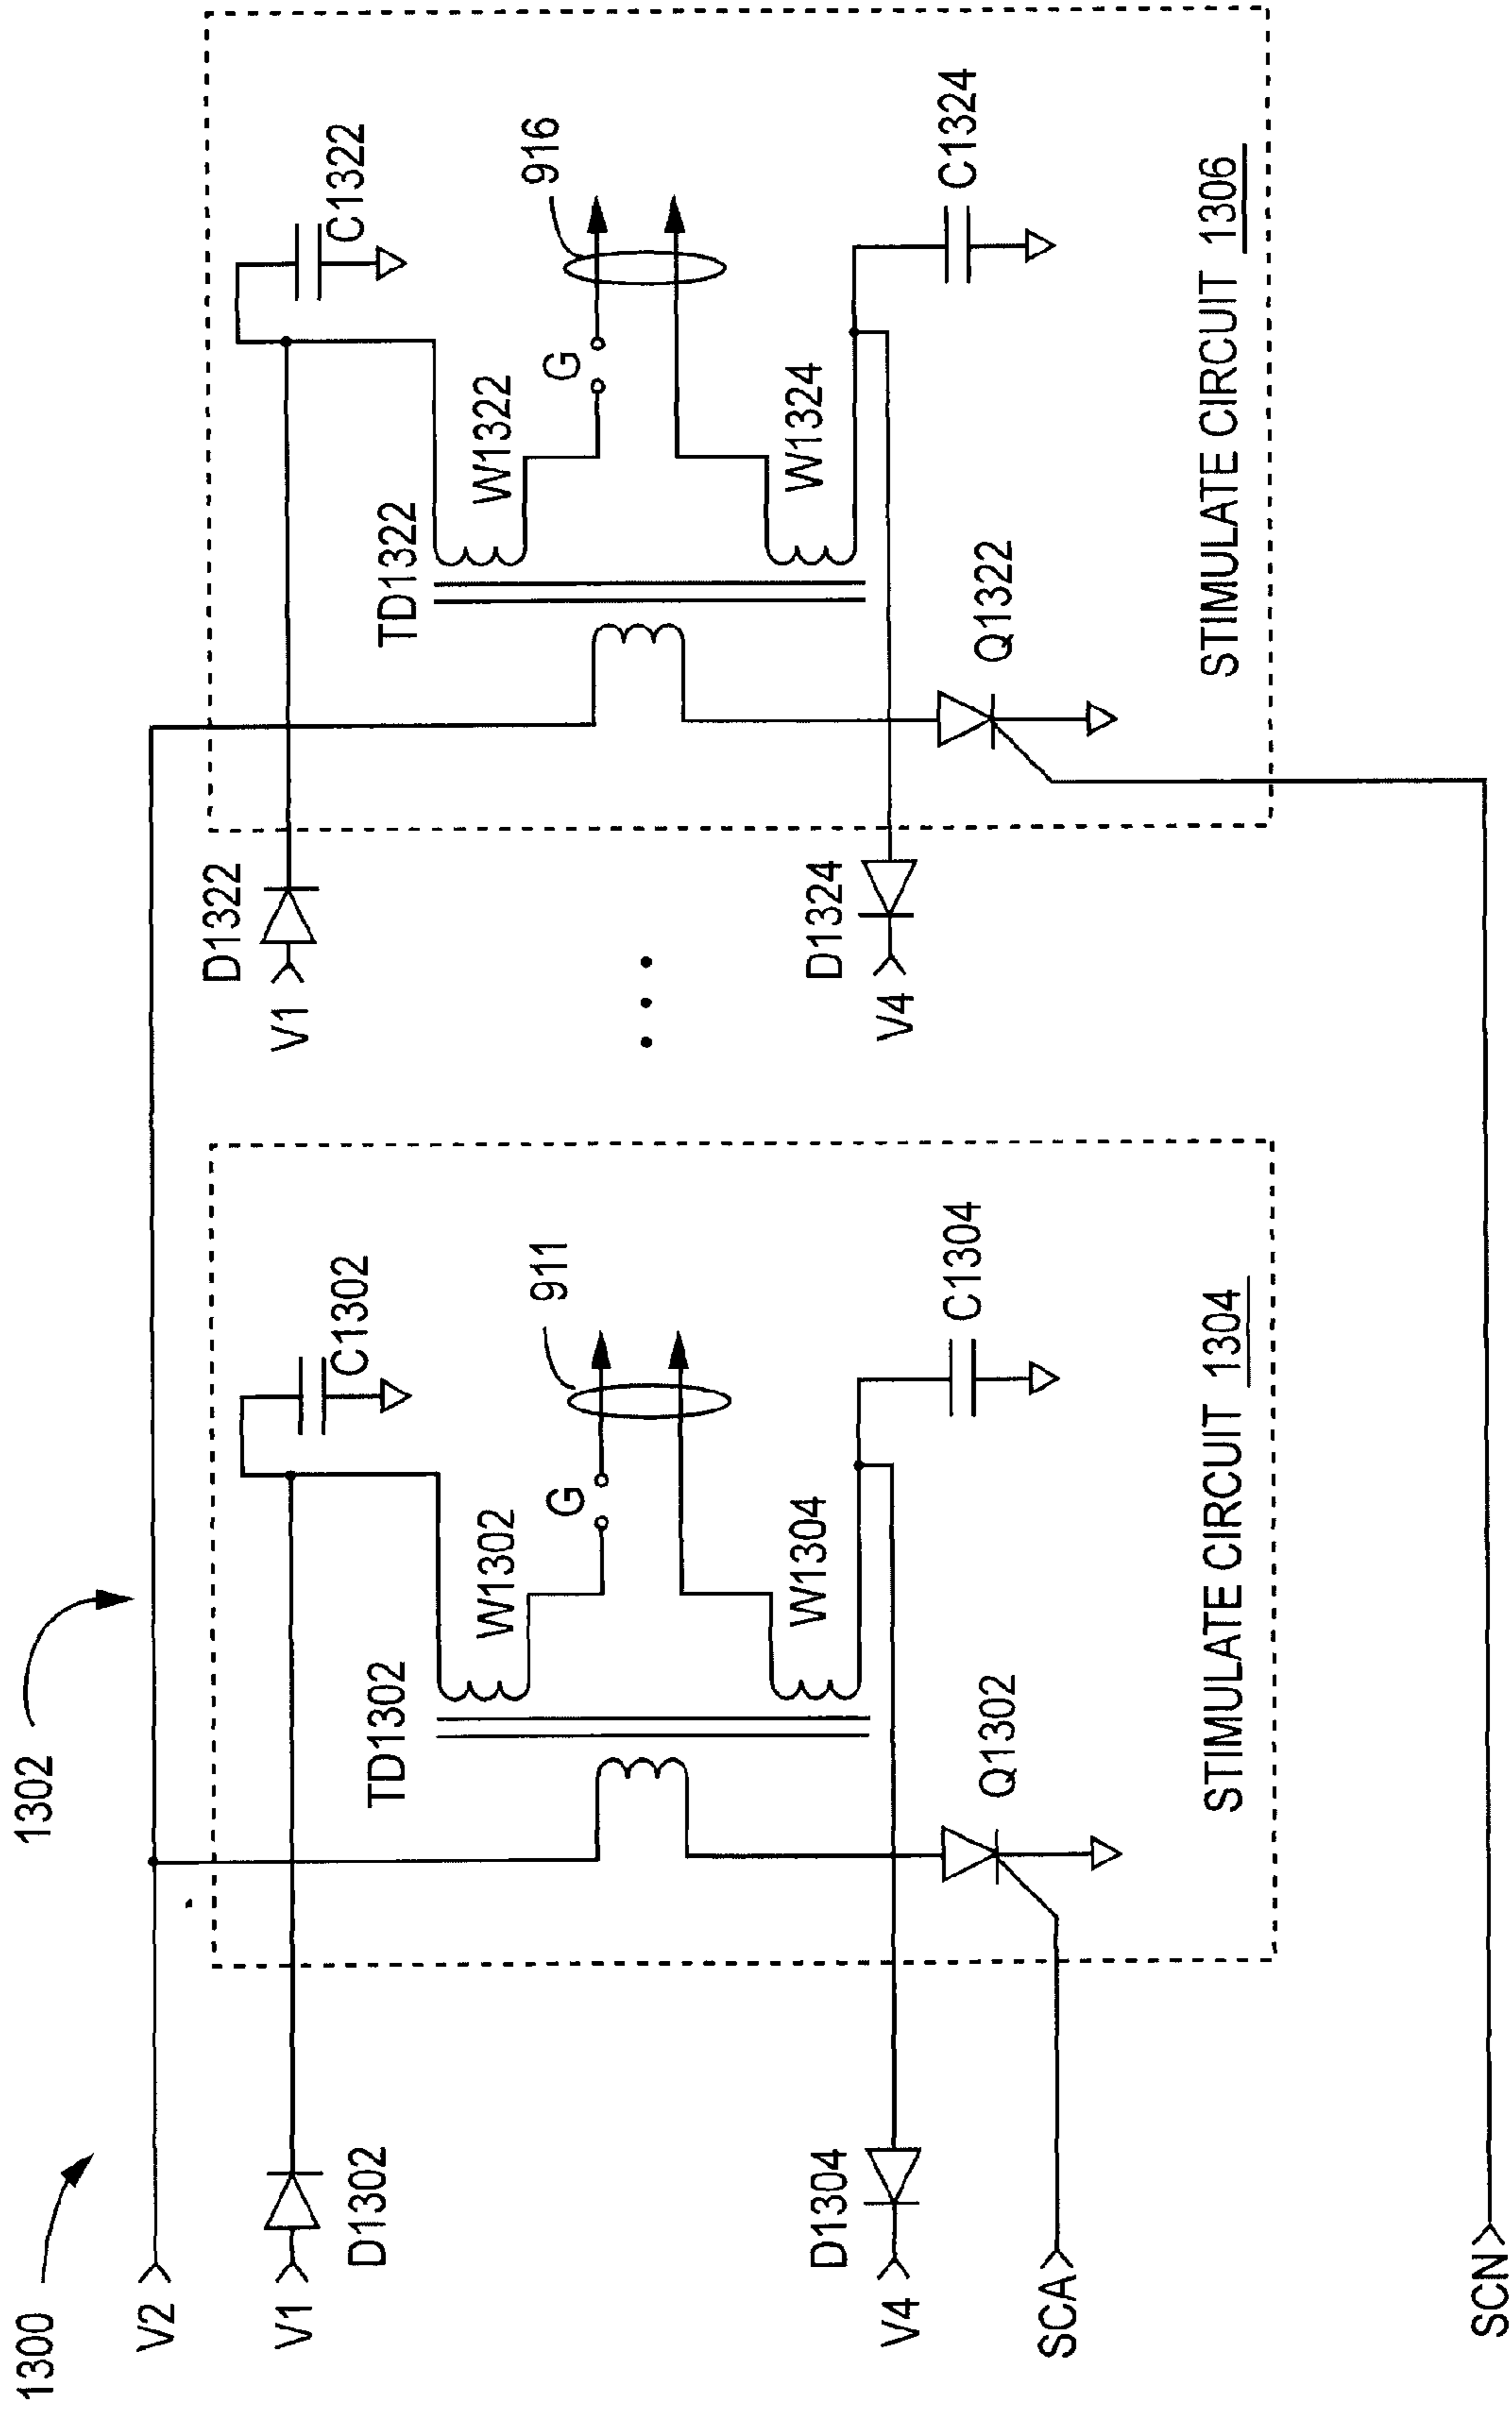 1300
1302
V2
V1
D1302
C1302
TD1302
W1302
G
911
W1304
C1304
V4
D1304
Q1302
SCA
STIMULATE CIRCUIT 1304
V1
D1322
C1322
TD1322
W1322
G
916
W1324
C1324
V4
D1324
Q1322
STIMULATE CIRCUIT 1306
SCN